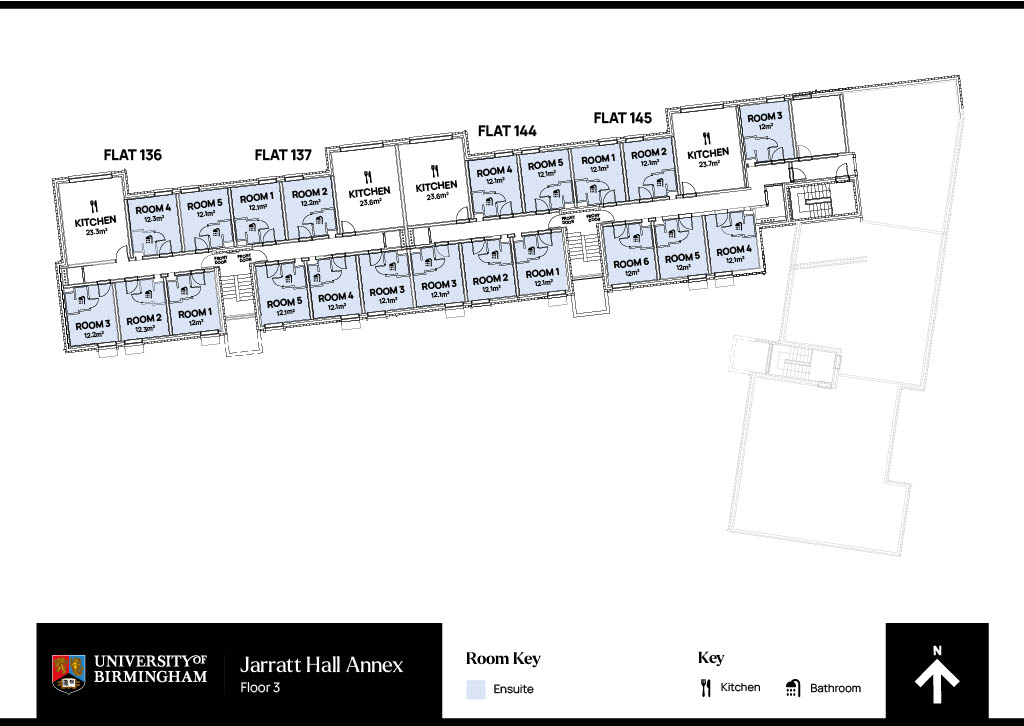 FLAT 136
FLAT 137
FLAT 144
FLAT 145
KITCHEN
23.3m²
ROOM 4
12.3m²
ROOM 5
12.1m²
ROOM 1
12.1m²
ROOM 2
12.2m²
KITCHEN
23.6m²
KITCHEN
23.6m²
ROOM 4
12.1m²
ROOM 5
12.1m²
ROOM 1
12.1m²
ROOM 2
12.1m²
KITCHEN
23.7m²
ROOM 3
12m²
FRONT
DOOR
FRONT
DOOR
FRONT
DOOR
FRONT
DOOR
ROOM 3
12.2m²
ROOM 2
12.3m²
ROOM 1
12m²
ROOM 5
12.1m²
ROOM 4
12.1m²
ROOM 3
12.1m²
ROOM 3
12.1m²
ROOM 2
12.1m²
ROOM 1
12.1m²
ROOM 6
12m²
ROOM 5
12m²
ROOM 4
12.1m²
UNIVERSITY OF
BIRMINGHAM
Jarratt Hall Annex
Floor 3
Room Key
Ensuite
Key
Kitchen
Bathroom
N